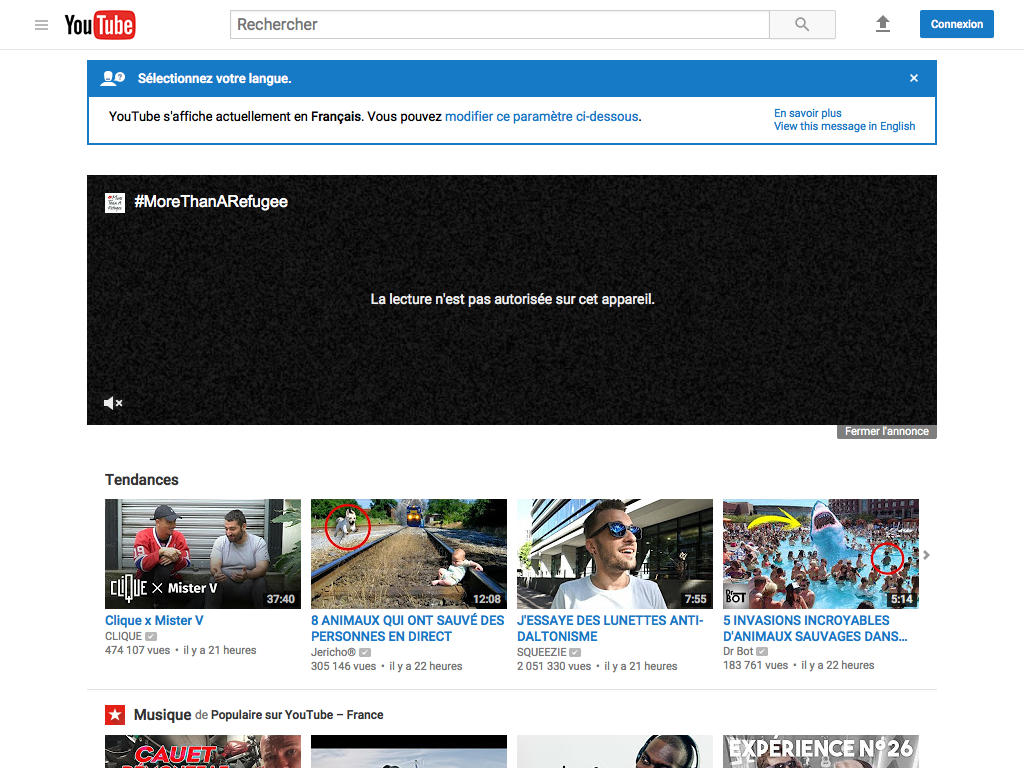 YouTube
Rechercher
Connexion
Sélectionnez votre langue.
YouTube s'affiche actuellement en Français. Vous pouvez modifier ce paramètre ci-dessous.
En savoir plus
View this message in English
#MoreThanARefugee
La lecture n'est pas autorisée sur cet appareil.
Fermer l'annonce
Tendances
CLIQUE X Mister V
37:40
12:08
7:55
Dr BOT
5:14
Clique x Mister V
CLIQUE
474 107 vues • il y a 21 heures
8 ANIMAUX QUI ONT SAUVÉ DES
PERSONNES EN DIRECT
Jericho®
305 146 vues • il y a 22 heures
J'ESSAYE DES LUNETTES ANTI-
DALTONISME
SQUEEZIE
2 051 330 vues • il y a 21 heures
5 INVASIONS INCROYABLES
D'ANIMAUX SAUVAGES DANS...
Dr Bot
183 761 vues • il y a 22 heures
Musique de Populaire sur YouTube – France
CAUET
EXPÉRIENCE N°26